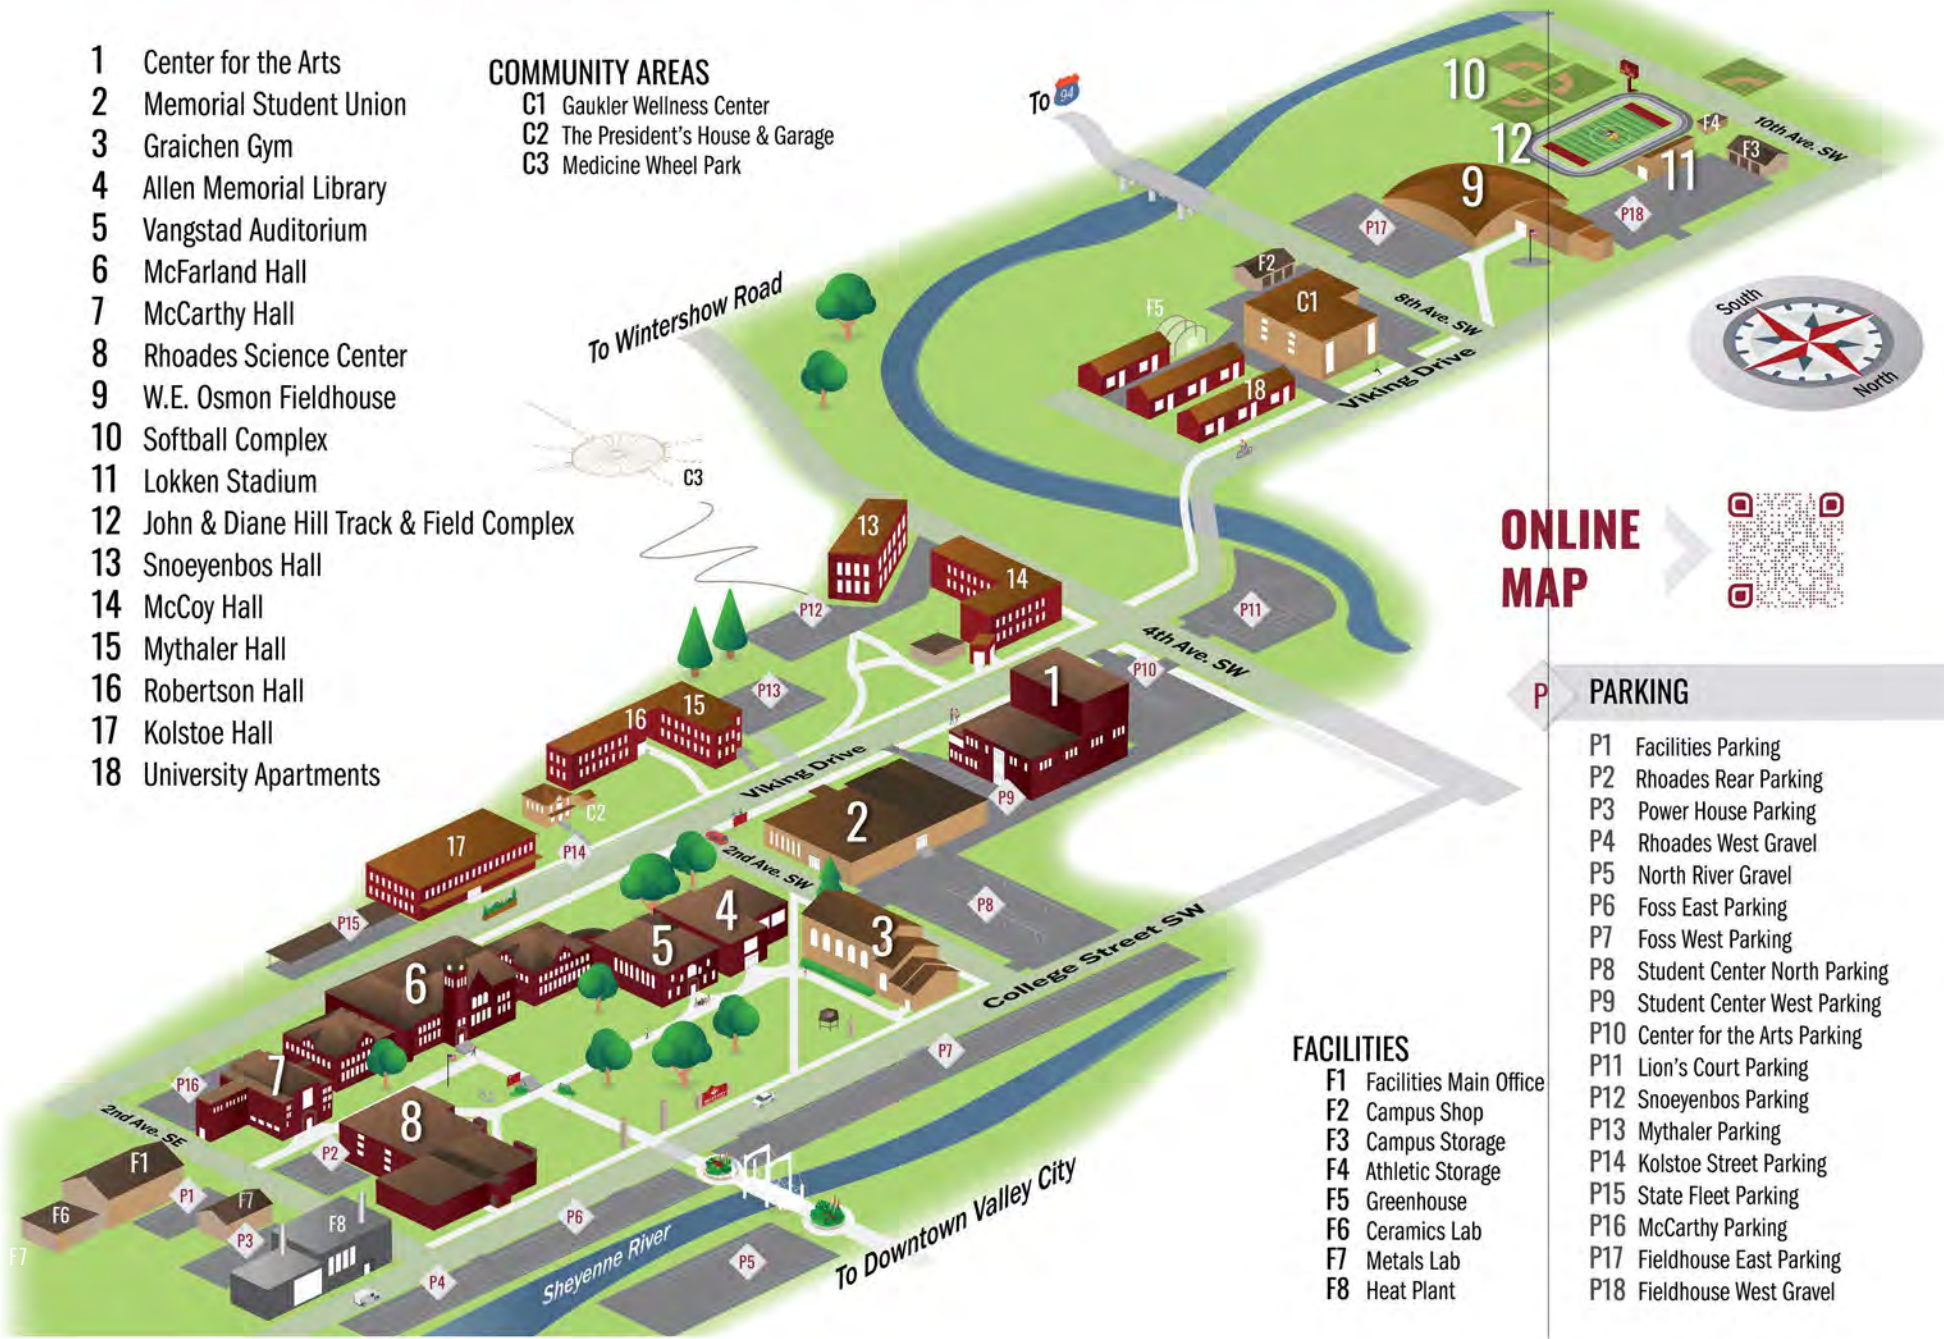 1 Center for the Arts
2 Memorial Student Union
3 Graichen Gym
4 Allen Memorial Library
5 Vangstad Auditorium
6 McFarland Hall
7 McCarthy Hall
8 Rhoades Science Center
9 W.E. Osmon Fieldhouse
10 Softball Complex
11 Lokken Stadium
12 John & Diane Hill Track & Field Complex
13 Snoeyenbos Hall
14 McCoy Hall
15 Mythaler Hall
16 Robertson Hall
17 Kolstoe Hall
18 University Apartments
COMMUNITY AREAS
C1 Gaukler Wellness Center
C2 The President's House & Garage
C3 Medicine Wheel Park
To 94
10
12
9
11
F4
F3
10th Ave. SW
P17
P18
F2
C1
8th Ave. SW
F5
18
Viking Drive
To Wintershow Road
South
North
C3
13
14
P12
P11
4th Ave. SW
P10
1
P13
15
16
Viking Drive
P9
C2
P14
2
17
2nd Ave. SW
P15
4
5
3
P8
College Street SW
6
P7
7
P16
2nd Ave. SE
8
P2
F1
P1
F7
F6
F8
P3
F7
P6
P4
P5
Sheyenne River
To Downtown Valley City
ONLINE
MAP
P PARKING
P1 Facilities Parking
P2 Rhoades Rear Parking
P3 Power House Parking
P4 Rhoades West Gravel
P5 North River Gravel
P6 Foss East Parking
P7 Foss West Parking
P8 Student Center North Parking
P9 Student Center West Parking
P10 Center for the Arts Parking
P11 Lion's Court Parking
P12 Snoeyenbos Parking
P13 Mythaler Parking
P14 Kolstoe Street Parking
P15 State Fleet Parking
P16 McCarthy Parking
P17 Fieldhouse East Parking
P18 Fieldhouse West Gravel
FACILITIES
F1 Facilities Main Office
F2 Campus Shop
F3 Campus Storage
F4 Athletic Storage
F5 Greenhouse
F6 Ceramics Lab
F7 Metals Lab
F8 Heat Plant